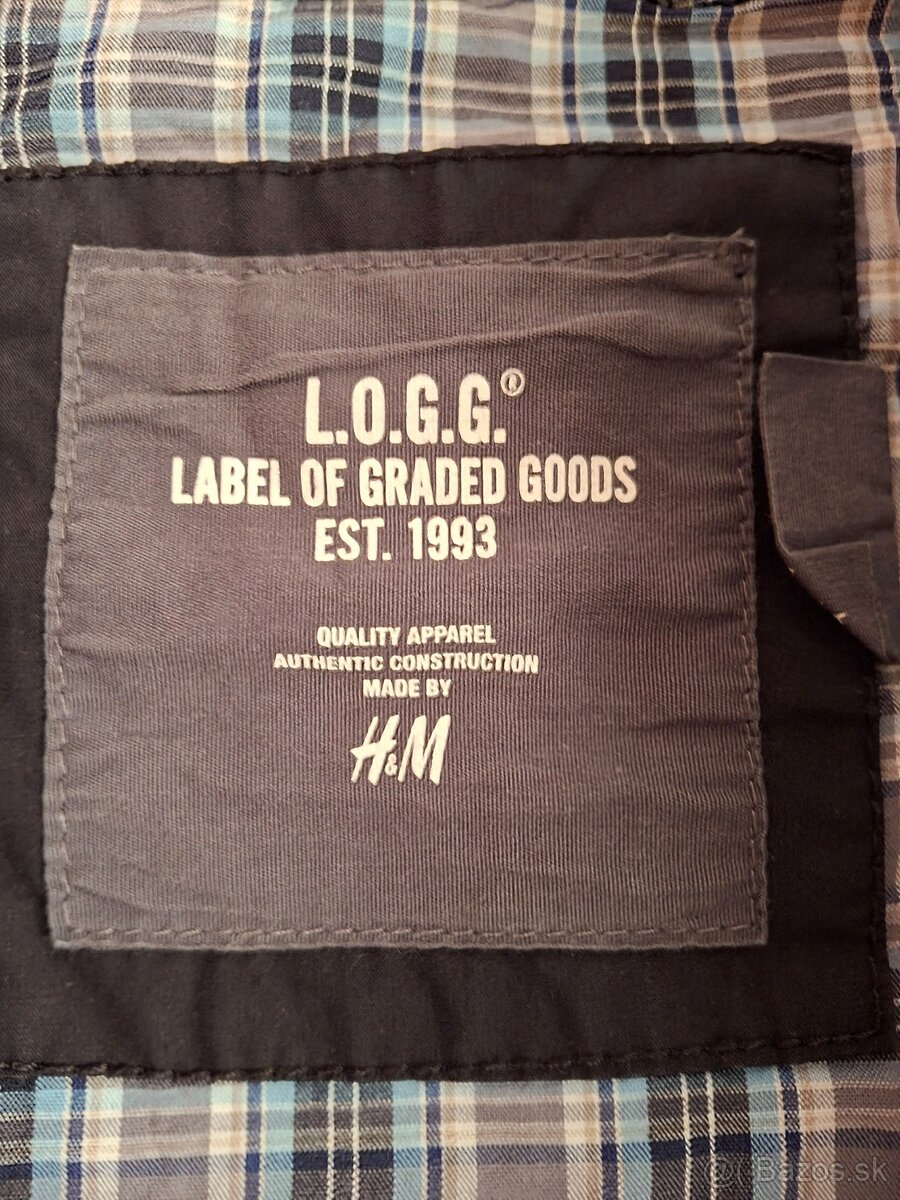 L.O.G.G.®
LABEL OF GRADED GOODS
EST. 1993
QUALITY APPAREL
AUTHENTIC CONSTRUCTION
MADE BY
H&M
@ Bazos.sk